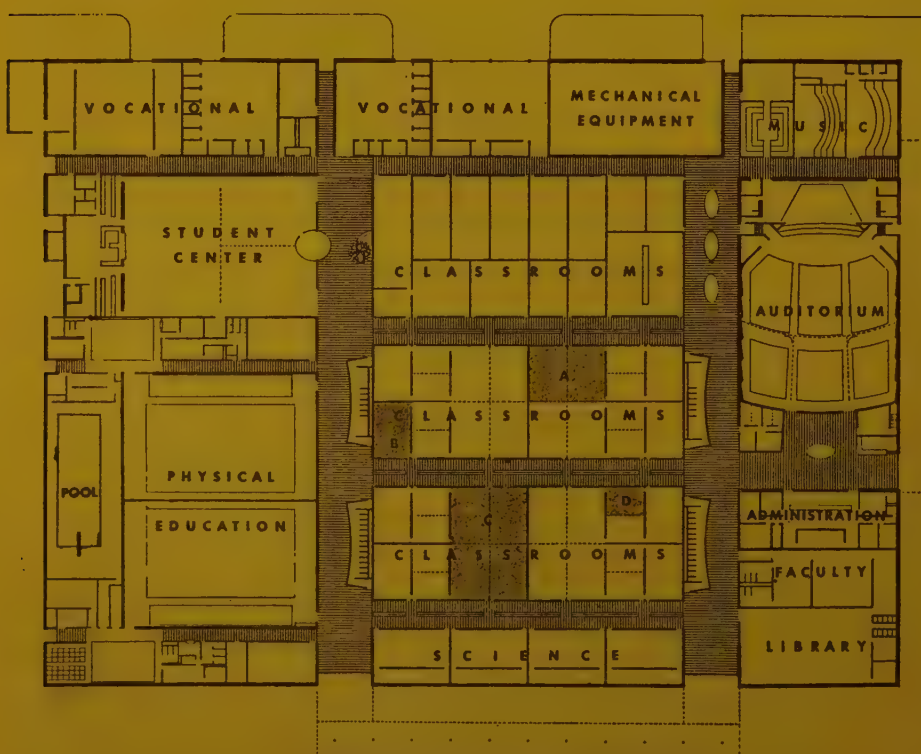 VOCATIONAL
VOCATIONAL
MECHANICAL
EQUIPMENT
MUSIC
STUDENT
CENTER
CLASSROOMS
AUDITORIUM
A
CLASSROOMS
B
PHYSICAL
EDUCATION
POOL
C
D
CLASSROOMS
ADMINISTRATION
FACULTY
LIBRARY
SCIENCE